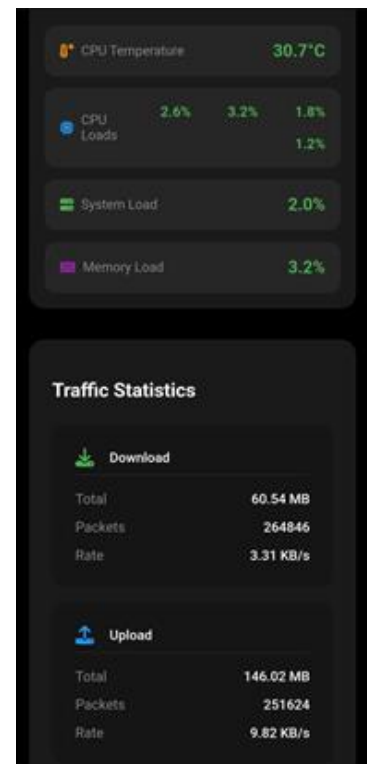 CPU Temperature 30.7°C
CPU Loads 2.6% 3.2% 1.8%
1.2%
System Load 2.0%
Memory Load 3.2%
Traffic Statistics
Download
Total 60.54 MB
Packets 264846
Rate 3.31 KB/s
Upload
Total 146.02 MB
Packets 251624
Rate 9.82 KB/s